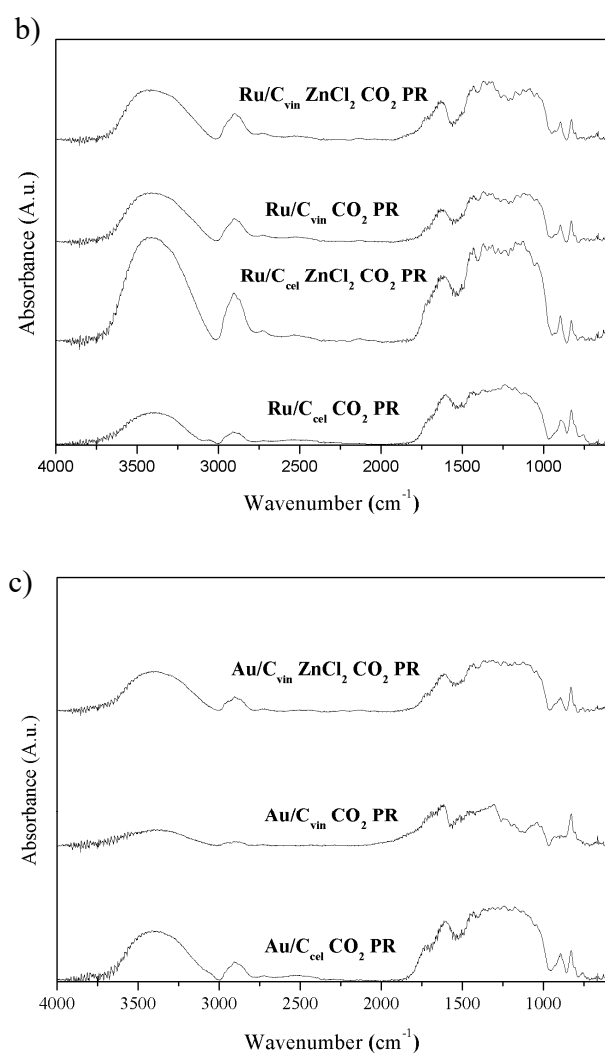 b)
Ru/Cvin ZnCl2 CO2 PR
Ru/Cvin CO2 PR
Ru/Ccel ZnCl2 CO2 PR
Ru/Ccel CO2 PR
Absorbance (A.u.)
4000 3500 3000 2500 2000 1500 1000
Wavenumber (cm-1)
c)
Au/Cvin ZnCl2 CO2 PR
Au/Cvin CO2 PR
Au/Ccel CO2 PR
Absorbance (A.u.)
4000 3500 3000 2500 2000 1500 1000
Wavenumber (cm-1)